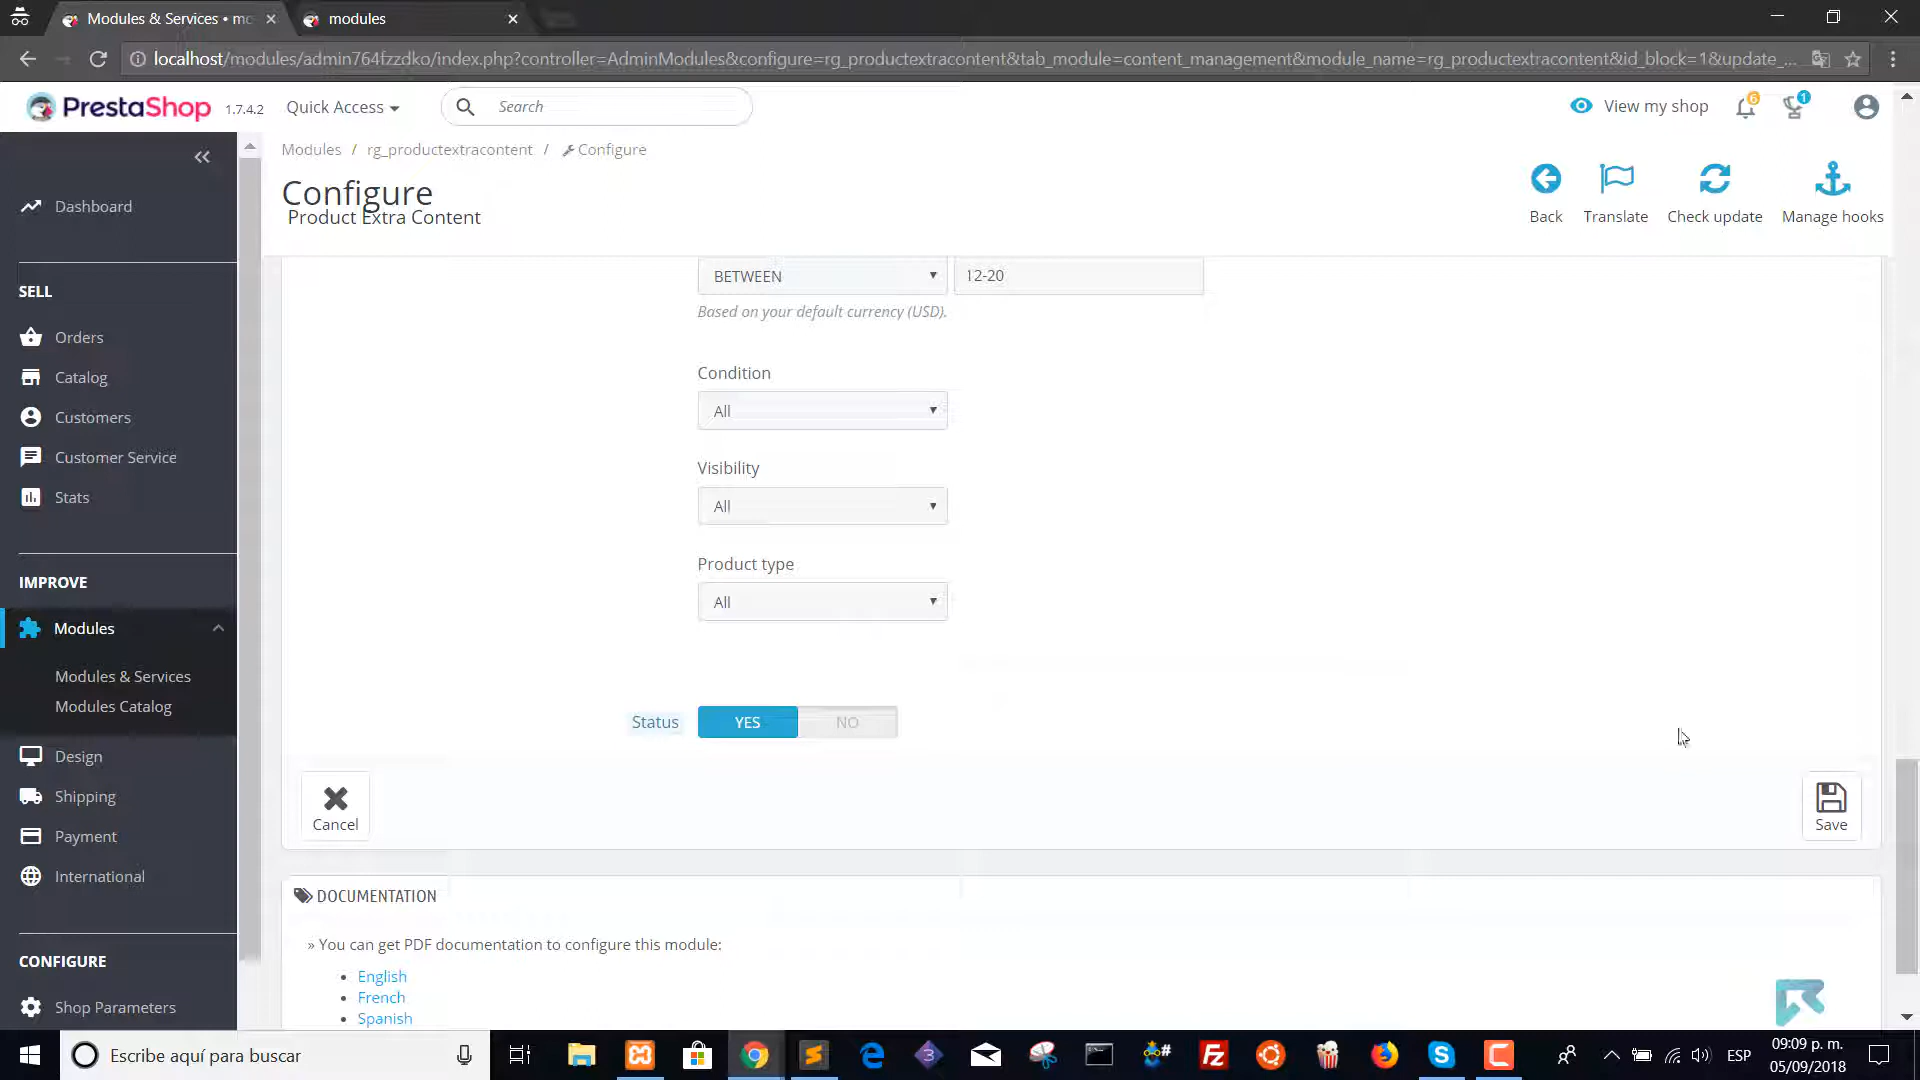 Modules & Services • mo
modules
localhost/modules/admin764fzzdko/index.php?controller=AdminModules&configure=rg_productextracontent&tab_module=content_management&module_name=rg_productextracontent&id_block=1&update_...
PrestaShop 1.7.4.2 Quick Access Search View my shop 6 1
Modules / rg_productextracontent / Configure
Configure
Product Extra Content
Back Translate Check update Manage hooks
Dashboard
SELL
Orders
Catalog
Customers
Customer Service
Stats
IMPROVE
Modules
Modules & Services
Modules Catalog
Design
Shipping
Payment
International
CONFIGURE
Shop Parameters
BETWEEN 12-20
Based on your default currency (USD).
Condition
All
Visibility
All
Product type
All
Status YES NO
Cancel Save
DOCUMENTATION
» You can get PDF documentation to configure this module:
• English
• French
• Spanish
Escribe aquí para buscar
ESP
09:09 p. m.
05/09/2018